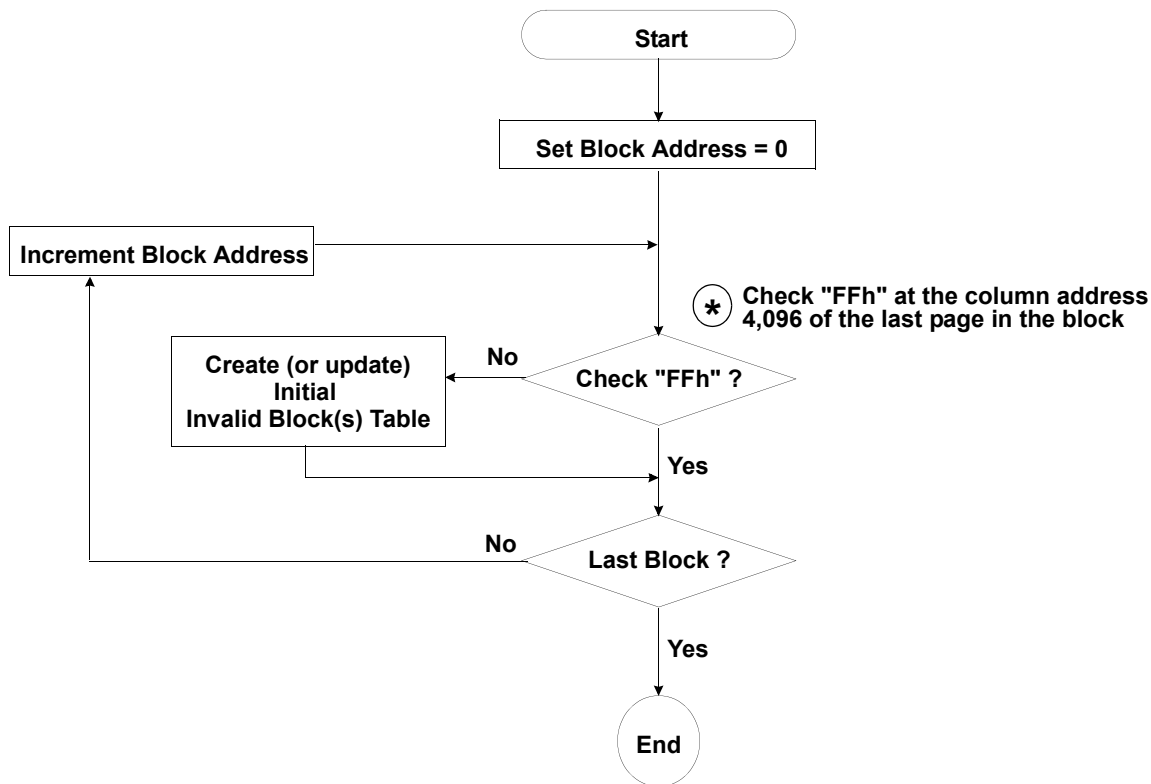 Start
Set Block Address = 0
Increment Block Address
* Check "FFh" at the column address
4,096 of the last page in the block
No
Create (or update)
Initial
Invalid Block(s) Table
Check "FFh" ?
Yes
No
Last Block ?
Yes
End